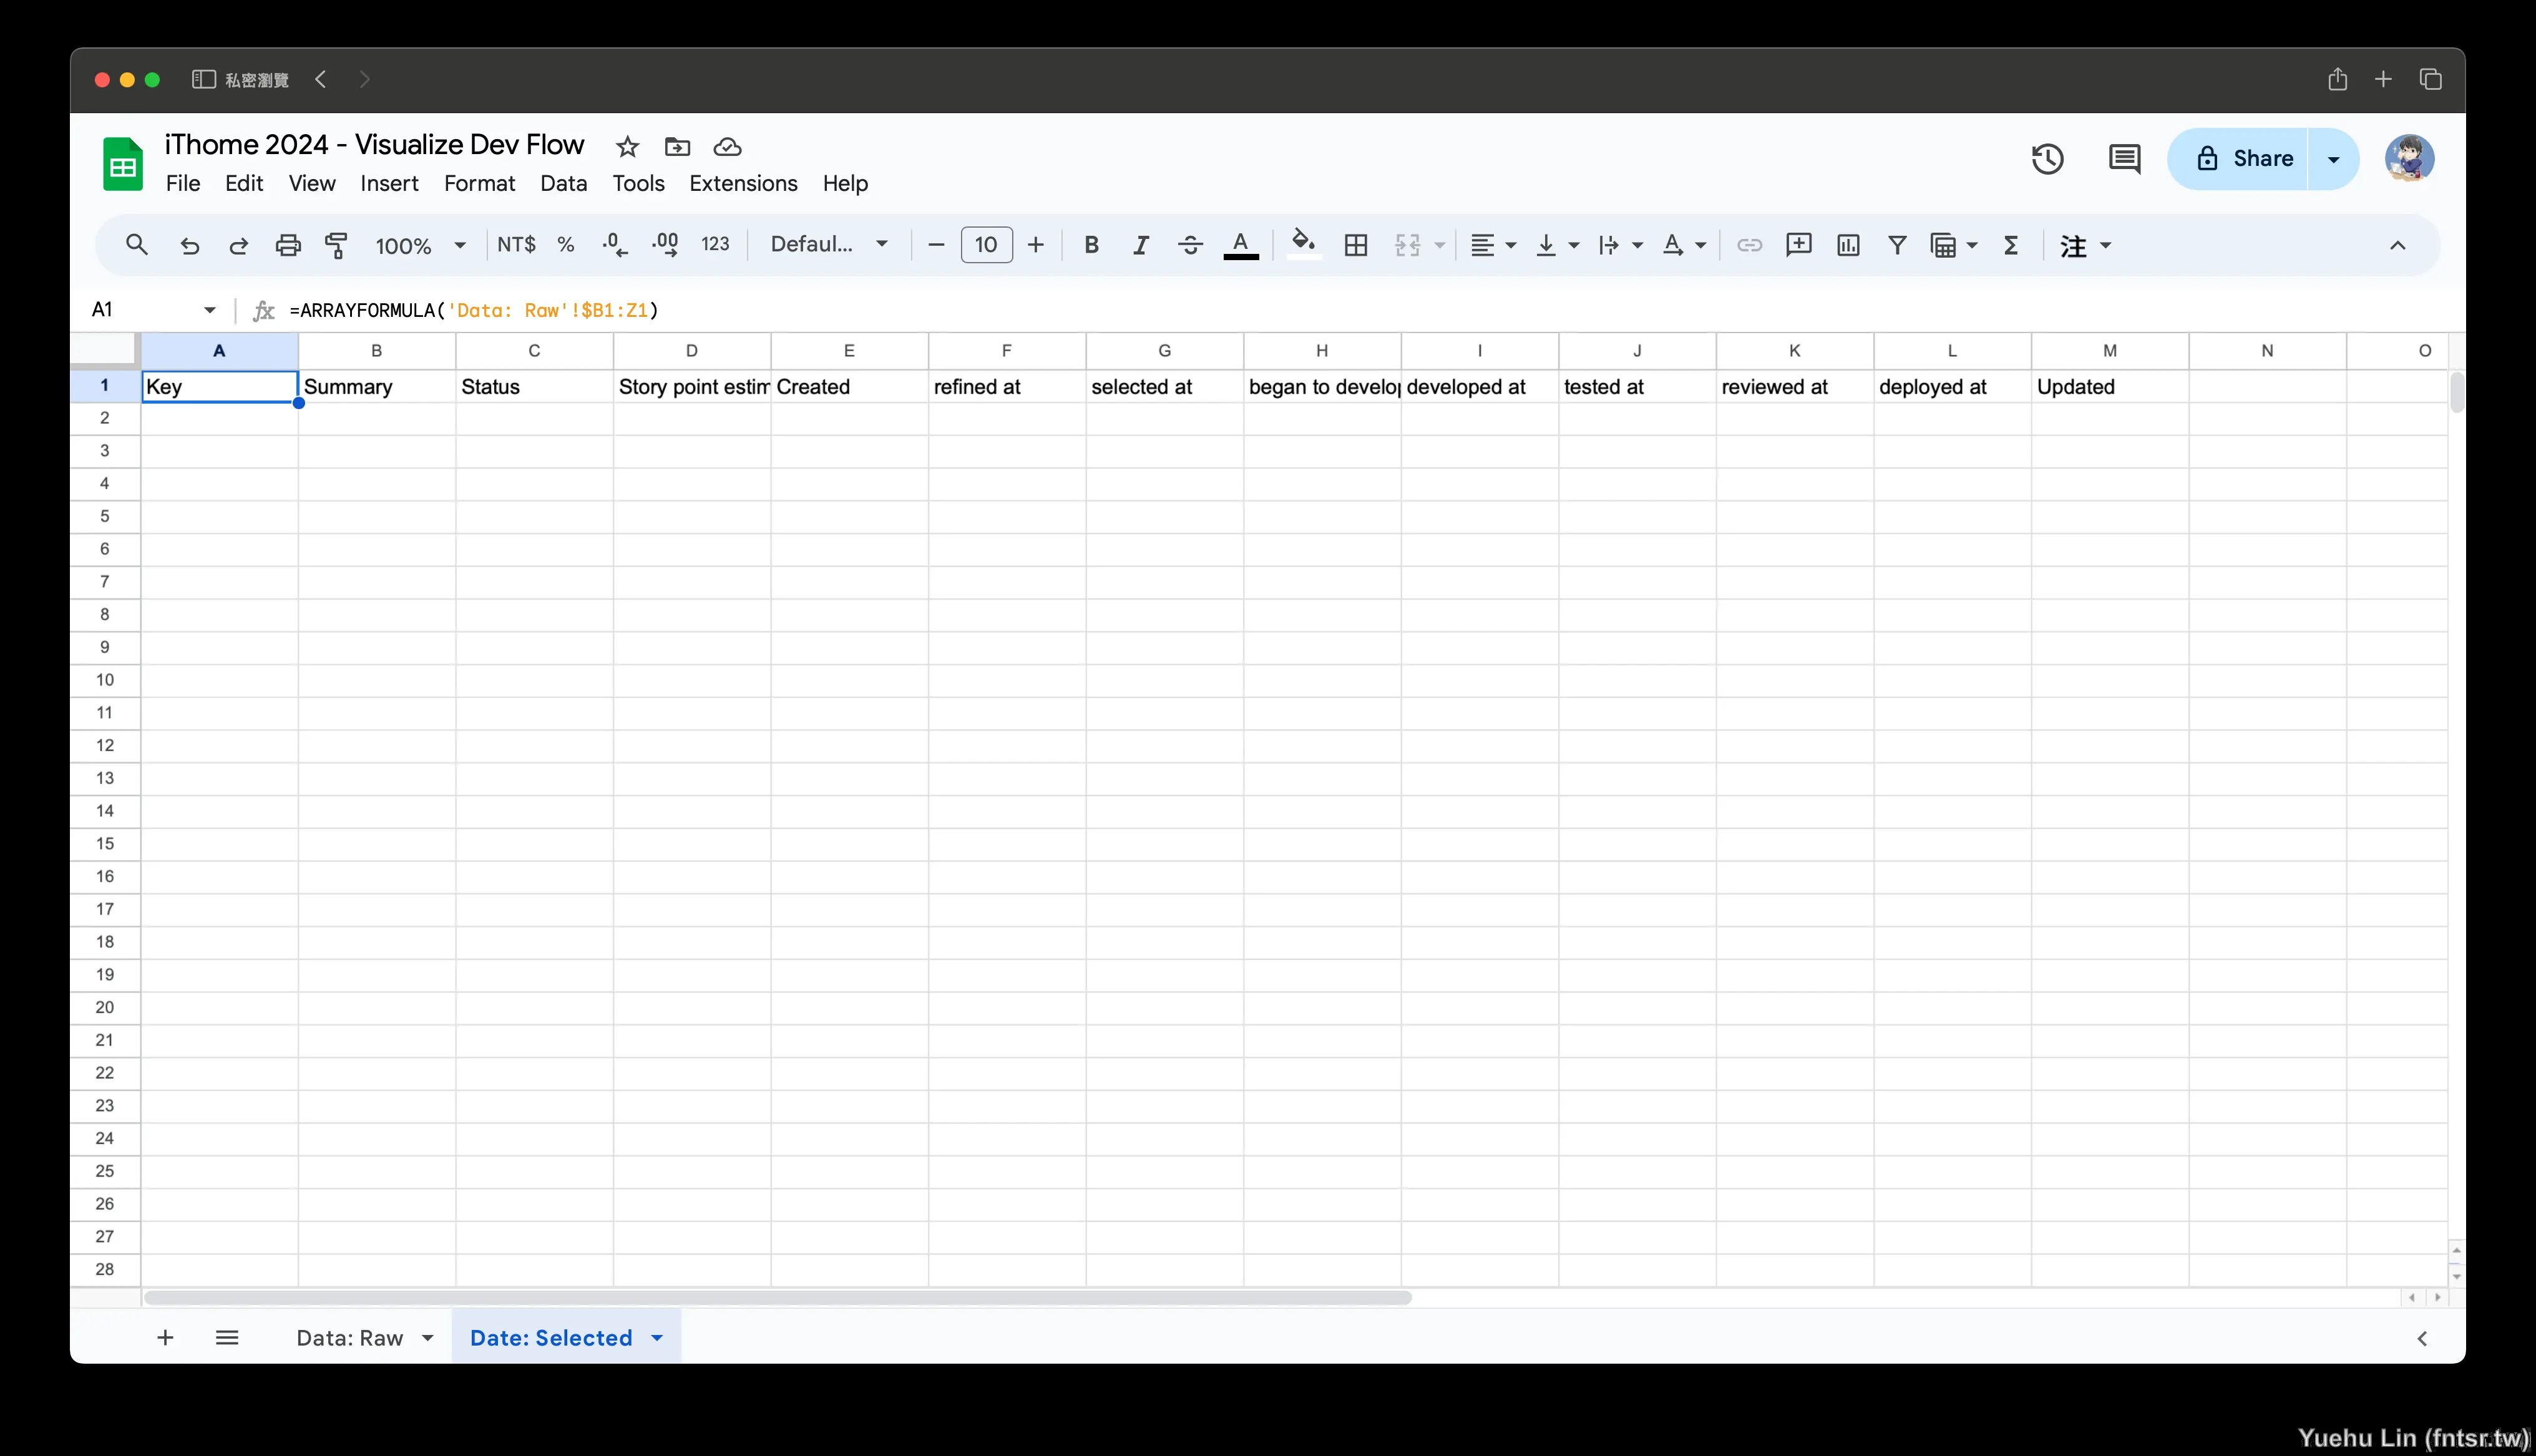 私密瀏覽
iThome 2024 - Visualize Dev Flow
File Edit View Insert Format Data Tools Extensions Help
Share
100% NT$ % .0 .00 123 Defaul... 10 B I S A A Σ 注
A1 fx =ARRAYFORMULA('Data: Raw'!$B1:Z1)
A B C D E F G H I J K L M N O
1 Key Summary Status Story point estim Created refined at selected at began to develop developed at tested at reviewed at deployed at Updated
2
3
4
5
6
7
8
9
10
11
12
13
14
15
16
17
18
19
20
21
22
23
24
25
26
27
28
Data: Raw Date: Selected
Yuehu Lin (fntsr.tw)